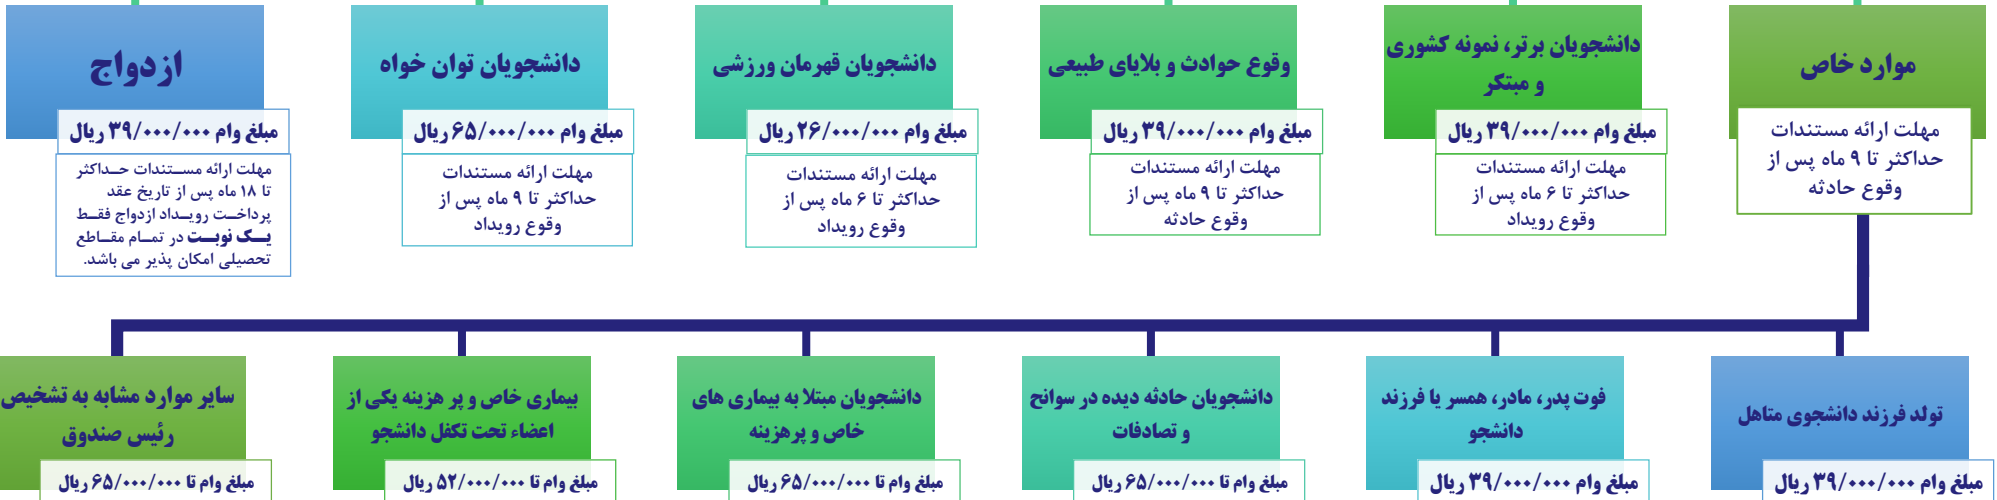 موارد خاص
مهلت ارائه مستندات
حداکثر تا ۹ ماه پس از
وقوع حادثه
دانشجویان برتر، نمونه کشوری
و مبتکر
مبلغ وام ۳۹/۰۰۰/۰۰۰ ریال
مهلت ارائه مستندات
حداکثر تا ۶ ماه پس از
وقوع رویداد
وقوع حوادث و بلایای طبیعی
مبلغ وام ۳۹/۰۰۰/۰۰۰ ریال
مهلت ارائه مستندات
حداکثر تا ۹ ماه پس از
وقوع حادثه
دانشجویان قهرمان ورزشی
مبلغ وام ۲۶/۰۰۰/۰۰۰ ریال
مهلت ارائه مستندات
حداکثر تا ۶ ماه پس از
وقوع رویداد
دانشجویان توان خواه
مبلغ وام ۶۵/۰۰۰/۰۰۰ ریال
مهلت ارائه مستندات
حداکثر تا ۹ ماه پس از
وقوع رویداد
ازدواج
مبلغ وام ۳۹/۰۰۰/۰۰۰ ریال
مهلت ارائه مستندات حداکثر
تا ۱۸ ماه پس از تاریخ عقد
پرداخت رویداد ازدواج فقط
یک نوبت در تمام مقاطع
تحصیلی امکان پذیر می باشد.
تولد فرزند دانشجوی متاهل
مبلغ وام ۳۹/۰۰۰/۰۰۰ ریال
فوت پدر، مادر، همسر یا فرزند
دانشجو
مبلغ وام ۳۹/۰۰۰/۰۰۰ ریال
دانشجویان حادثه دیده در سوانح
و تصادفات
مبلغ وام تا ۶۵/۰۰۰/۰۰۰ ریال
دانشجویان مبتلا به بیماری های
خاص و پرهزینه
مبلغ وام تا ۶۵/۰۰۰/۰۰۰ ریال
بیماری خاص و پر هزینه یکی از
اعضاء تحت تکفل دانشجو
مبلغ وام تا ۵۲/۰۰۰/۰۰۰ ریال
سایر موارد مشابه به تشخیص
رئیس صندوق
مبلغ وام تا ۶۵/۰۰۰/۰۰۰ ریال